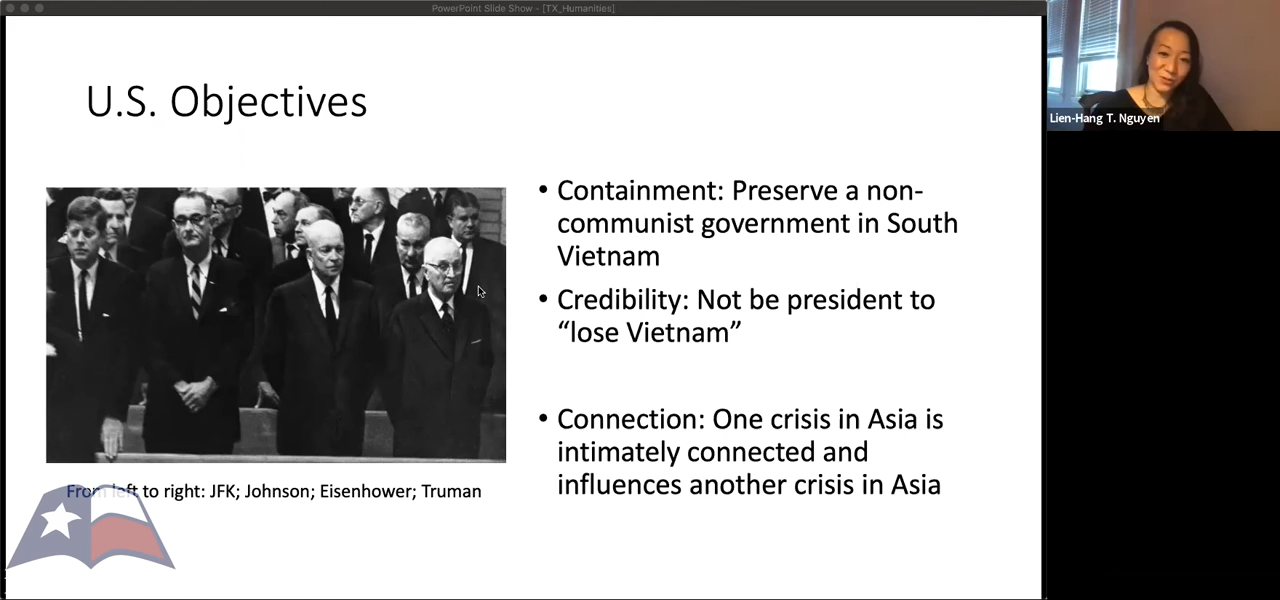 PowerPoint Slide Show - [TX_Humanities]
U.S. Objectives
• Containment: Preserve a non-
communist government in South
Vietnam
• Credibility: Not be president to
“lose Vietnam”
• Connection: One crisis in Asia is
intimately connected and
influences another crisis in Asia
From left to right: JFK; Johnson; Eisenhower; Truman
Lien-Hang T. Nguyen